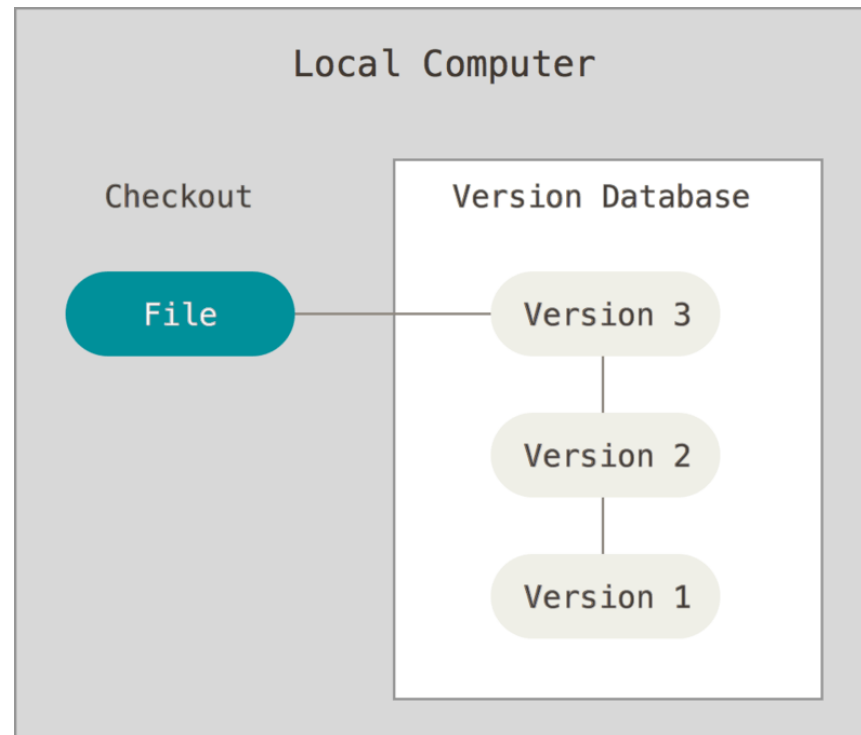 Local Computer
Checkout
Version Database
File
Version 3
Version 2
Version 1